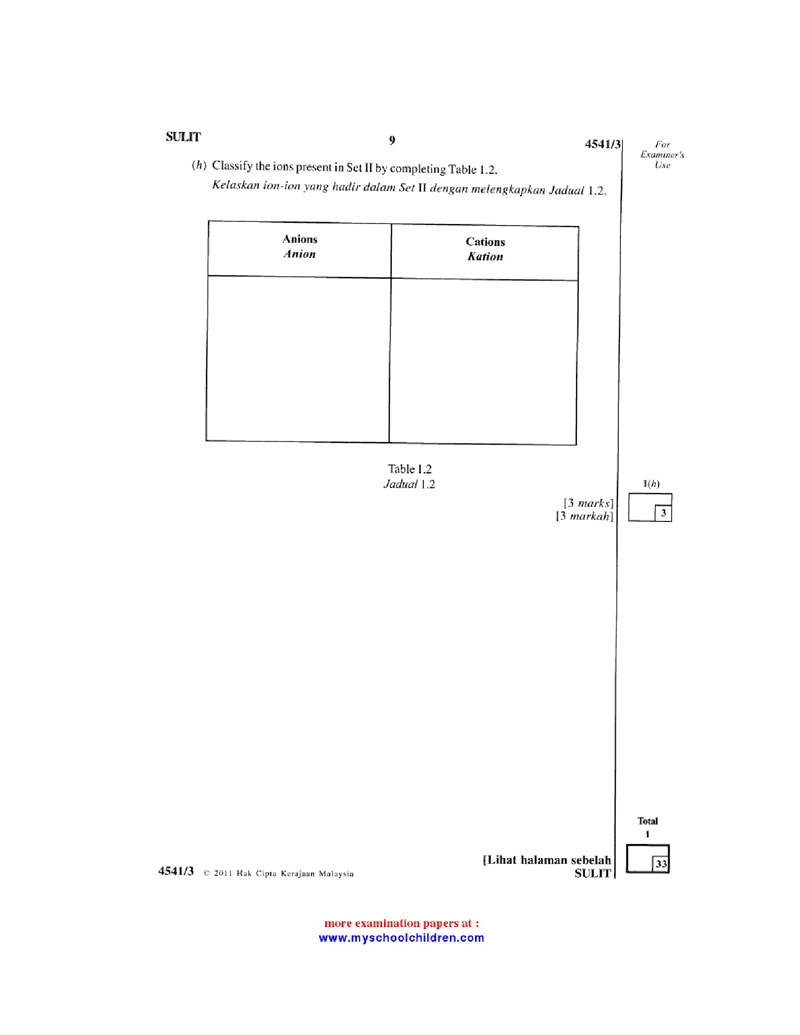 SULIT
9
4541/3
For
Examiner's
Use
(h) Classify the ions present in Set II by completing Table 1.2.
Kelaskan ion-ion yang hadir dalam Set II dengan melengkapkan Jadual 1.2.
Anions
Anion
Cations
Kation
Table 1.2
Jadual 1.2
[3 marks]
[3 markah]
1(h)
3
Total
1
33
[Lihat halaman sebelah
SULIT
4541/3 © 2011 Hak Cipta Kerajaan Malaysia
more examination papers at :
www.myschoolchildren.com